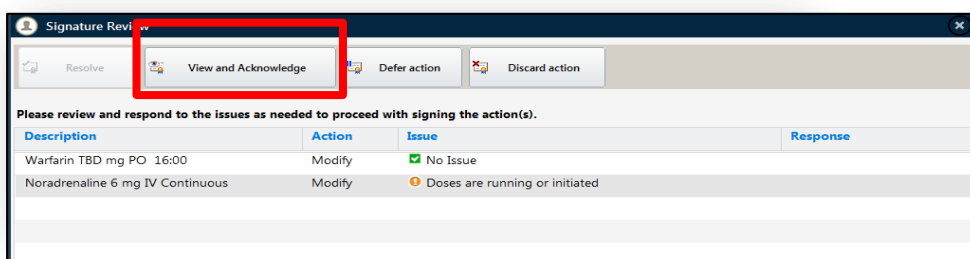 Signature Review
Resolve View and Acknowledge Defer action Discard action
Please review and respond to the issues as needed to proceed with signing the action(s).
Description Action Issue Response
Warfarin TBD mg PO 16:00 Modify No Issue
Noradrenaline 6 mg IV Continuous Modify Doses are running or initiated